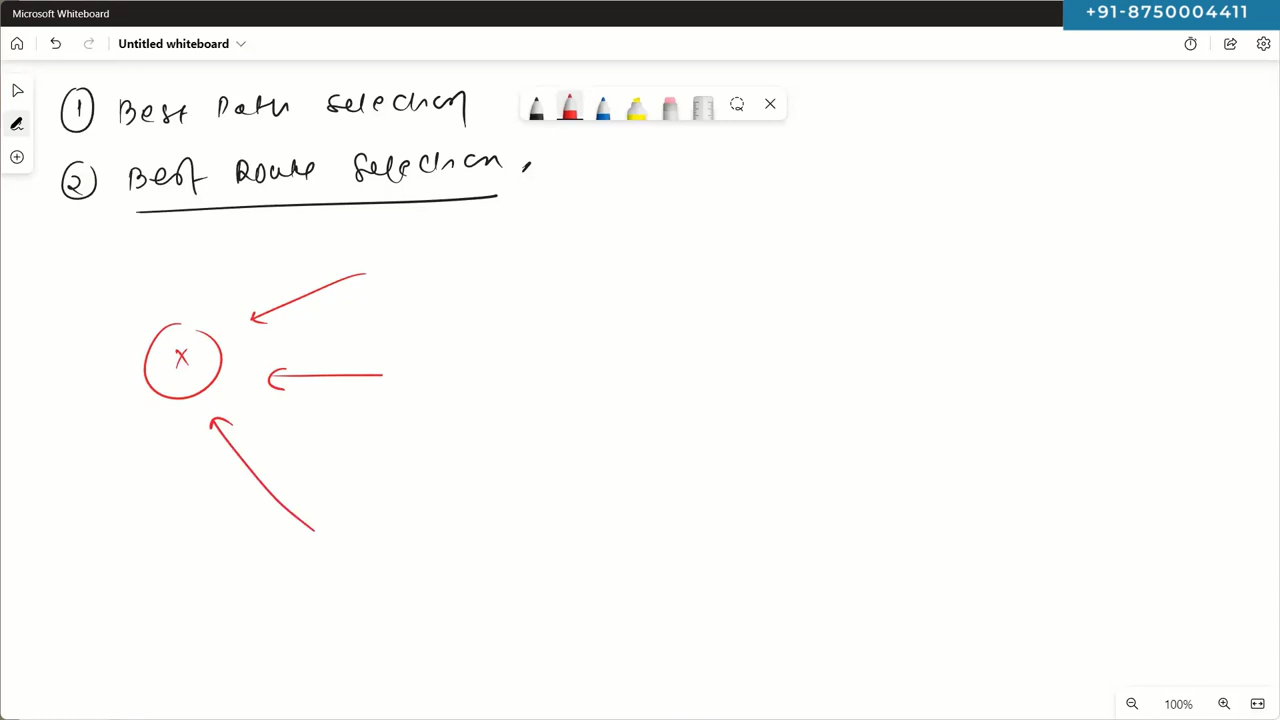 Microsoft Whiteboard
+91-8750004411
Untitled whiteboard
① Best Path Selection
② Best Route Selection,
X
100%